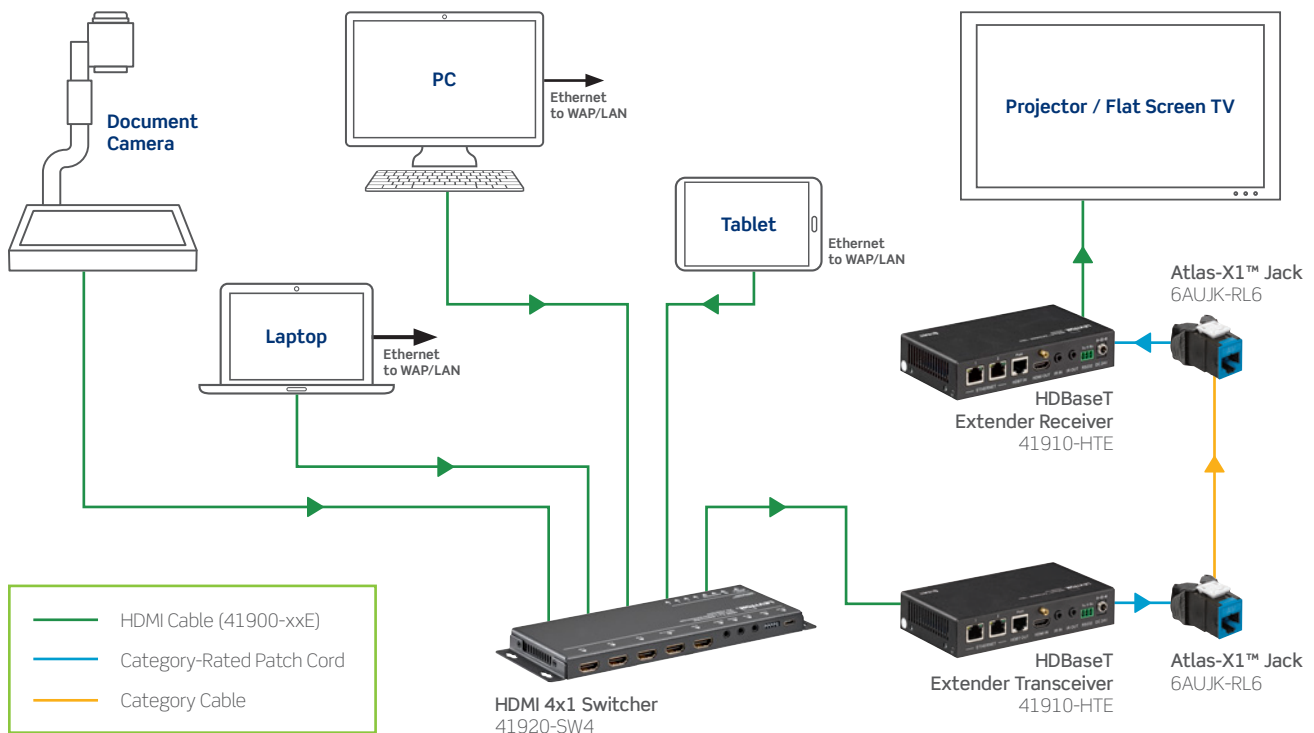 PC
Ethernet
to WAP/LAN
Projector / Flat Screen TV
Document
Camera
Tablet
Ethernet
to WAP/LAN
Laptop
Ethernet
to WAP/LAN
Atlas-X1™ Jack
6AUJK-RL6
HDBaseT
Extender Receiver
41910-HTE
HDMI Cable (41900-xxE)
Category-Rated Patch Cord
Category Cable
HDMI 4x1 Switcher
41920-SW4
HDBaseT
Extender Transceiver
41910-HTE
Atlas-X1™ Jack
6AUJK-RL6